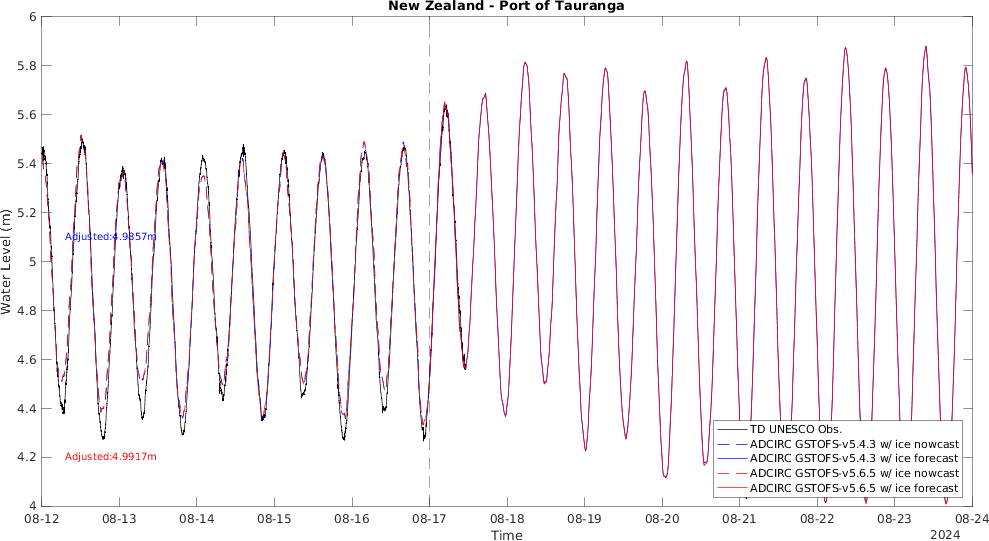 New Zealand - Port of Tauranga
6
5.8
5.6
5.4
5.2
5
4.8
4.6
4.4
4.2
4
Water Level (m)
Adjusted:4.9857m
Adjusted:4.9917m
TD UNESCO Obs.
ADCIRC GSTOFS-v5.4.3 w/ ice nowcast
ADCIRC GSTOFS-v5.4.3 w/ ice forecast
ADCIRC GSTOFS-v5.6.5 w/ ice nowcast
ADCIRC GSTOFS-v5.6.5 w/ ice forecast
08-12 08-13 08-14 08-15 08-16 08-17 08-18 08-19 08-20 08-21 08-22 08-23 08-24
Time
2024